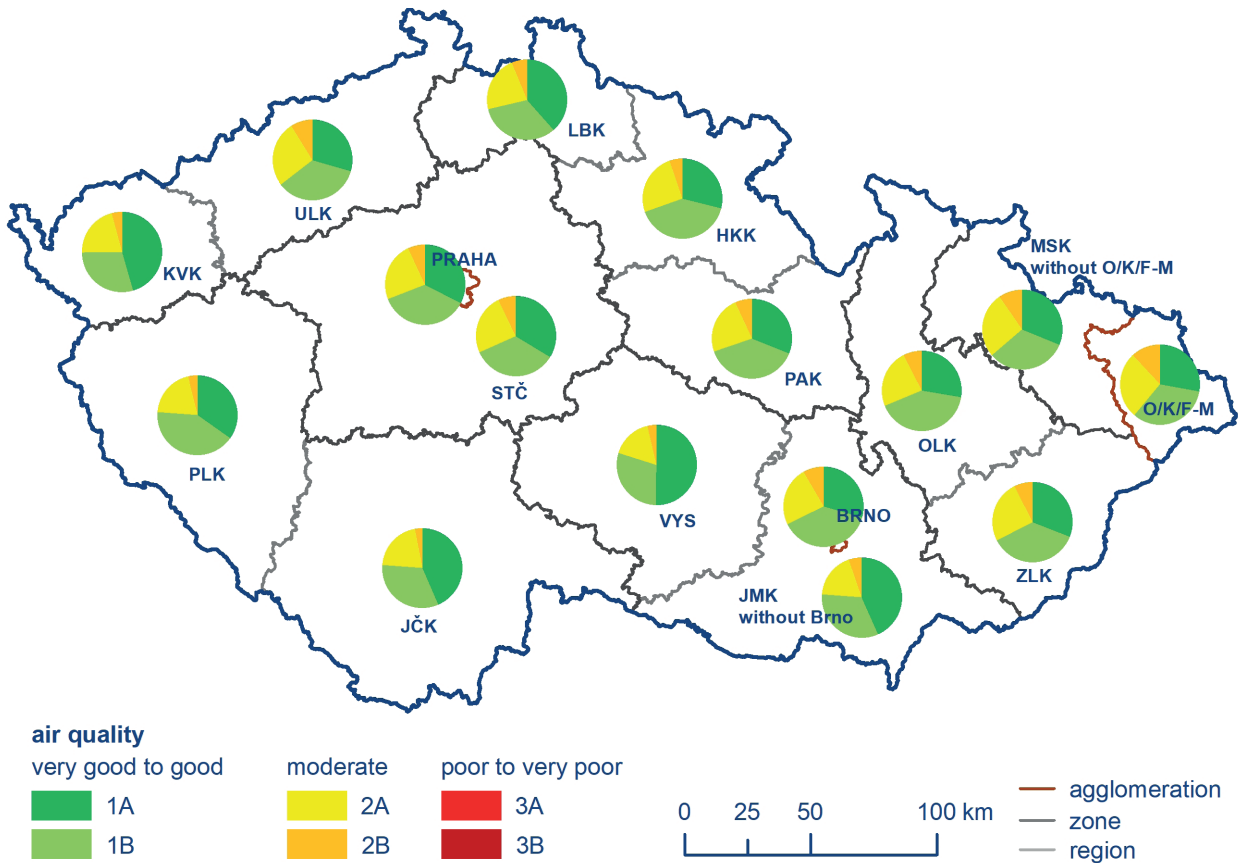 LBK
ULK
HKK
MSK
without O/K/F-M
PRAHA
KVK
STČ
PAK
O/K/F-M
OLK
PLK
VYS
BRNO
ZLK
JMK
without Brno
JČK
air quality
very good to good
moderate
poor to very poor
1A
2A
3A
1B
2B
3B
0 25 50 100 km
agglomeration
zone
region